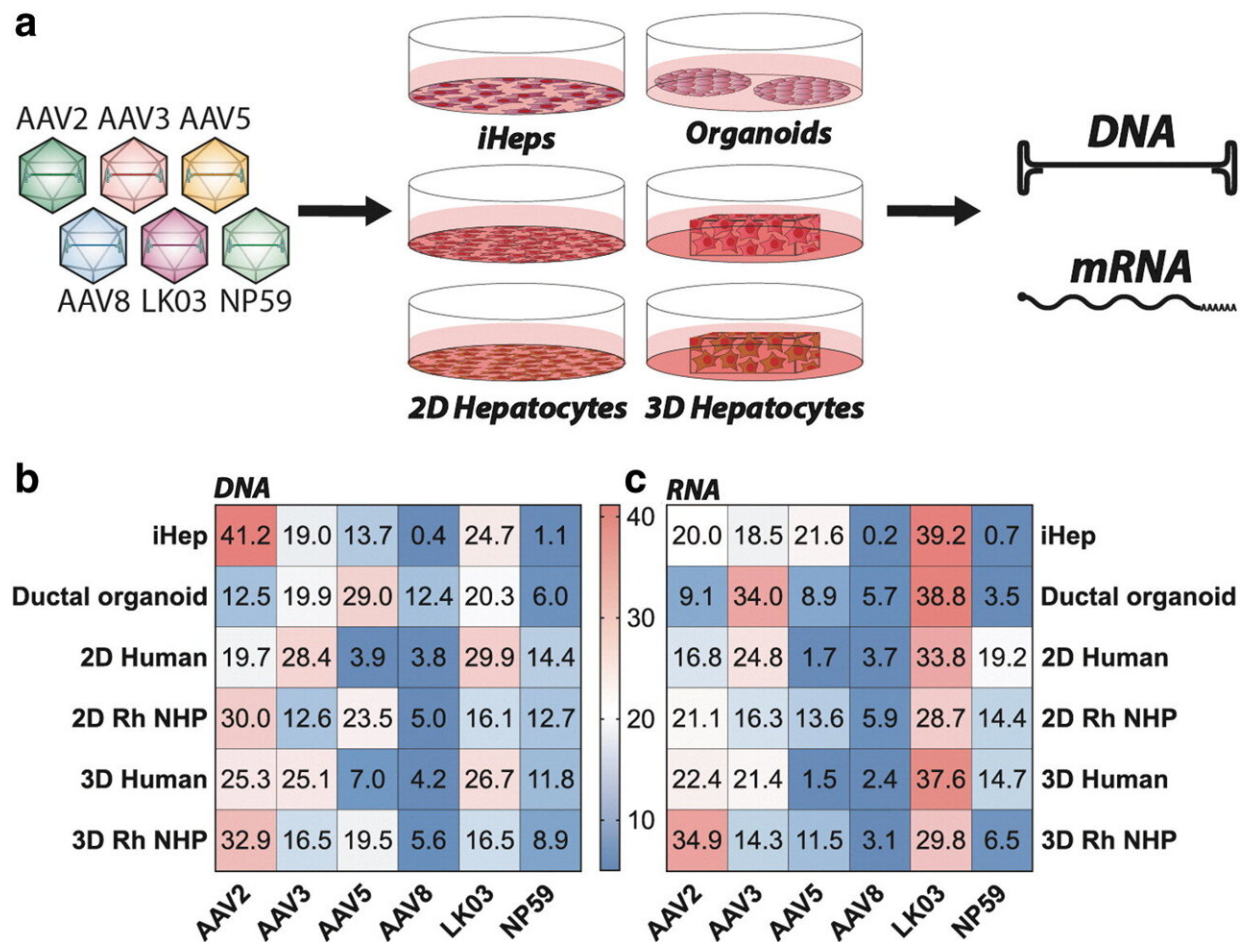 a
AAV2 AAV3 AAV5
AAV8 LK03 NP59
iHeps
Organoids
2D Hepatocytes
3D Hepatocytes
DNA
mRNA
b
DNA
iHep 41.2 19.0 13.7 0.4 24.7 1.1
Ductal organoid 12.5 19.9 29.0 12.4 20.3 6.0
2D Human 19.7 28.4 3.9 3.8 29.9 14.4
2D Rh NHP 30.0 12.6 23.5 5.0 16.1 12.7
3D Human 25.3 25.1 7.0 4.2 26.7 11.8
3D Rh NHP 32.9 16.5 19.5 5.6 16.5 8.9
AAV2 AAV3 AAV5 AAV8 LK03 NP59
40
30
20
10
c
RNA
20.0 18.5 21.6 0.2 39.2 0.7 iHep
9.1 34.0 8.9 5.7 38.8 3.5 Ductal organoid
16.8 24.8 1.7 3.7 33.8 19.2 2D Human
21.1 16.3 13.6 5.9 28.7 14.4 2D Rh NHP
22.4 21.4 1.5 2.4 37.6 14.7 3D Human
34.9 14.3 11.5 3.1 29.8 6.5 3D Rh NHP
AAV2 AAV3 AAV5 AAV8 LK03 NP59